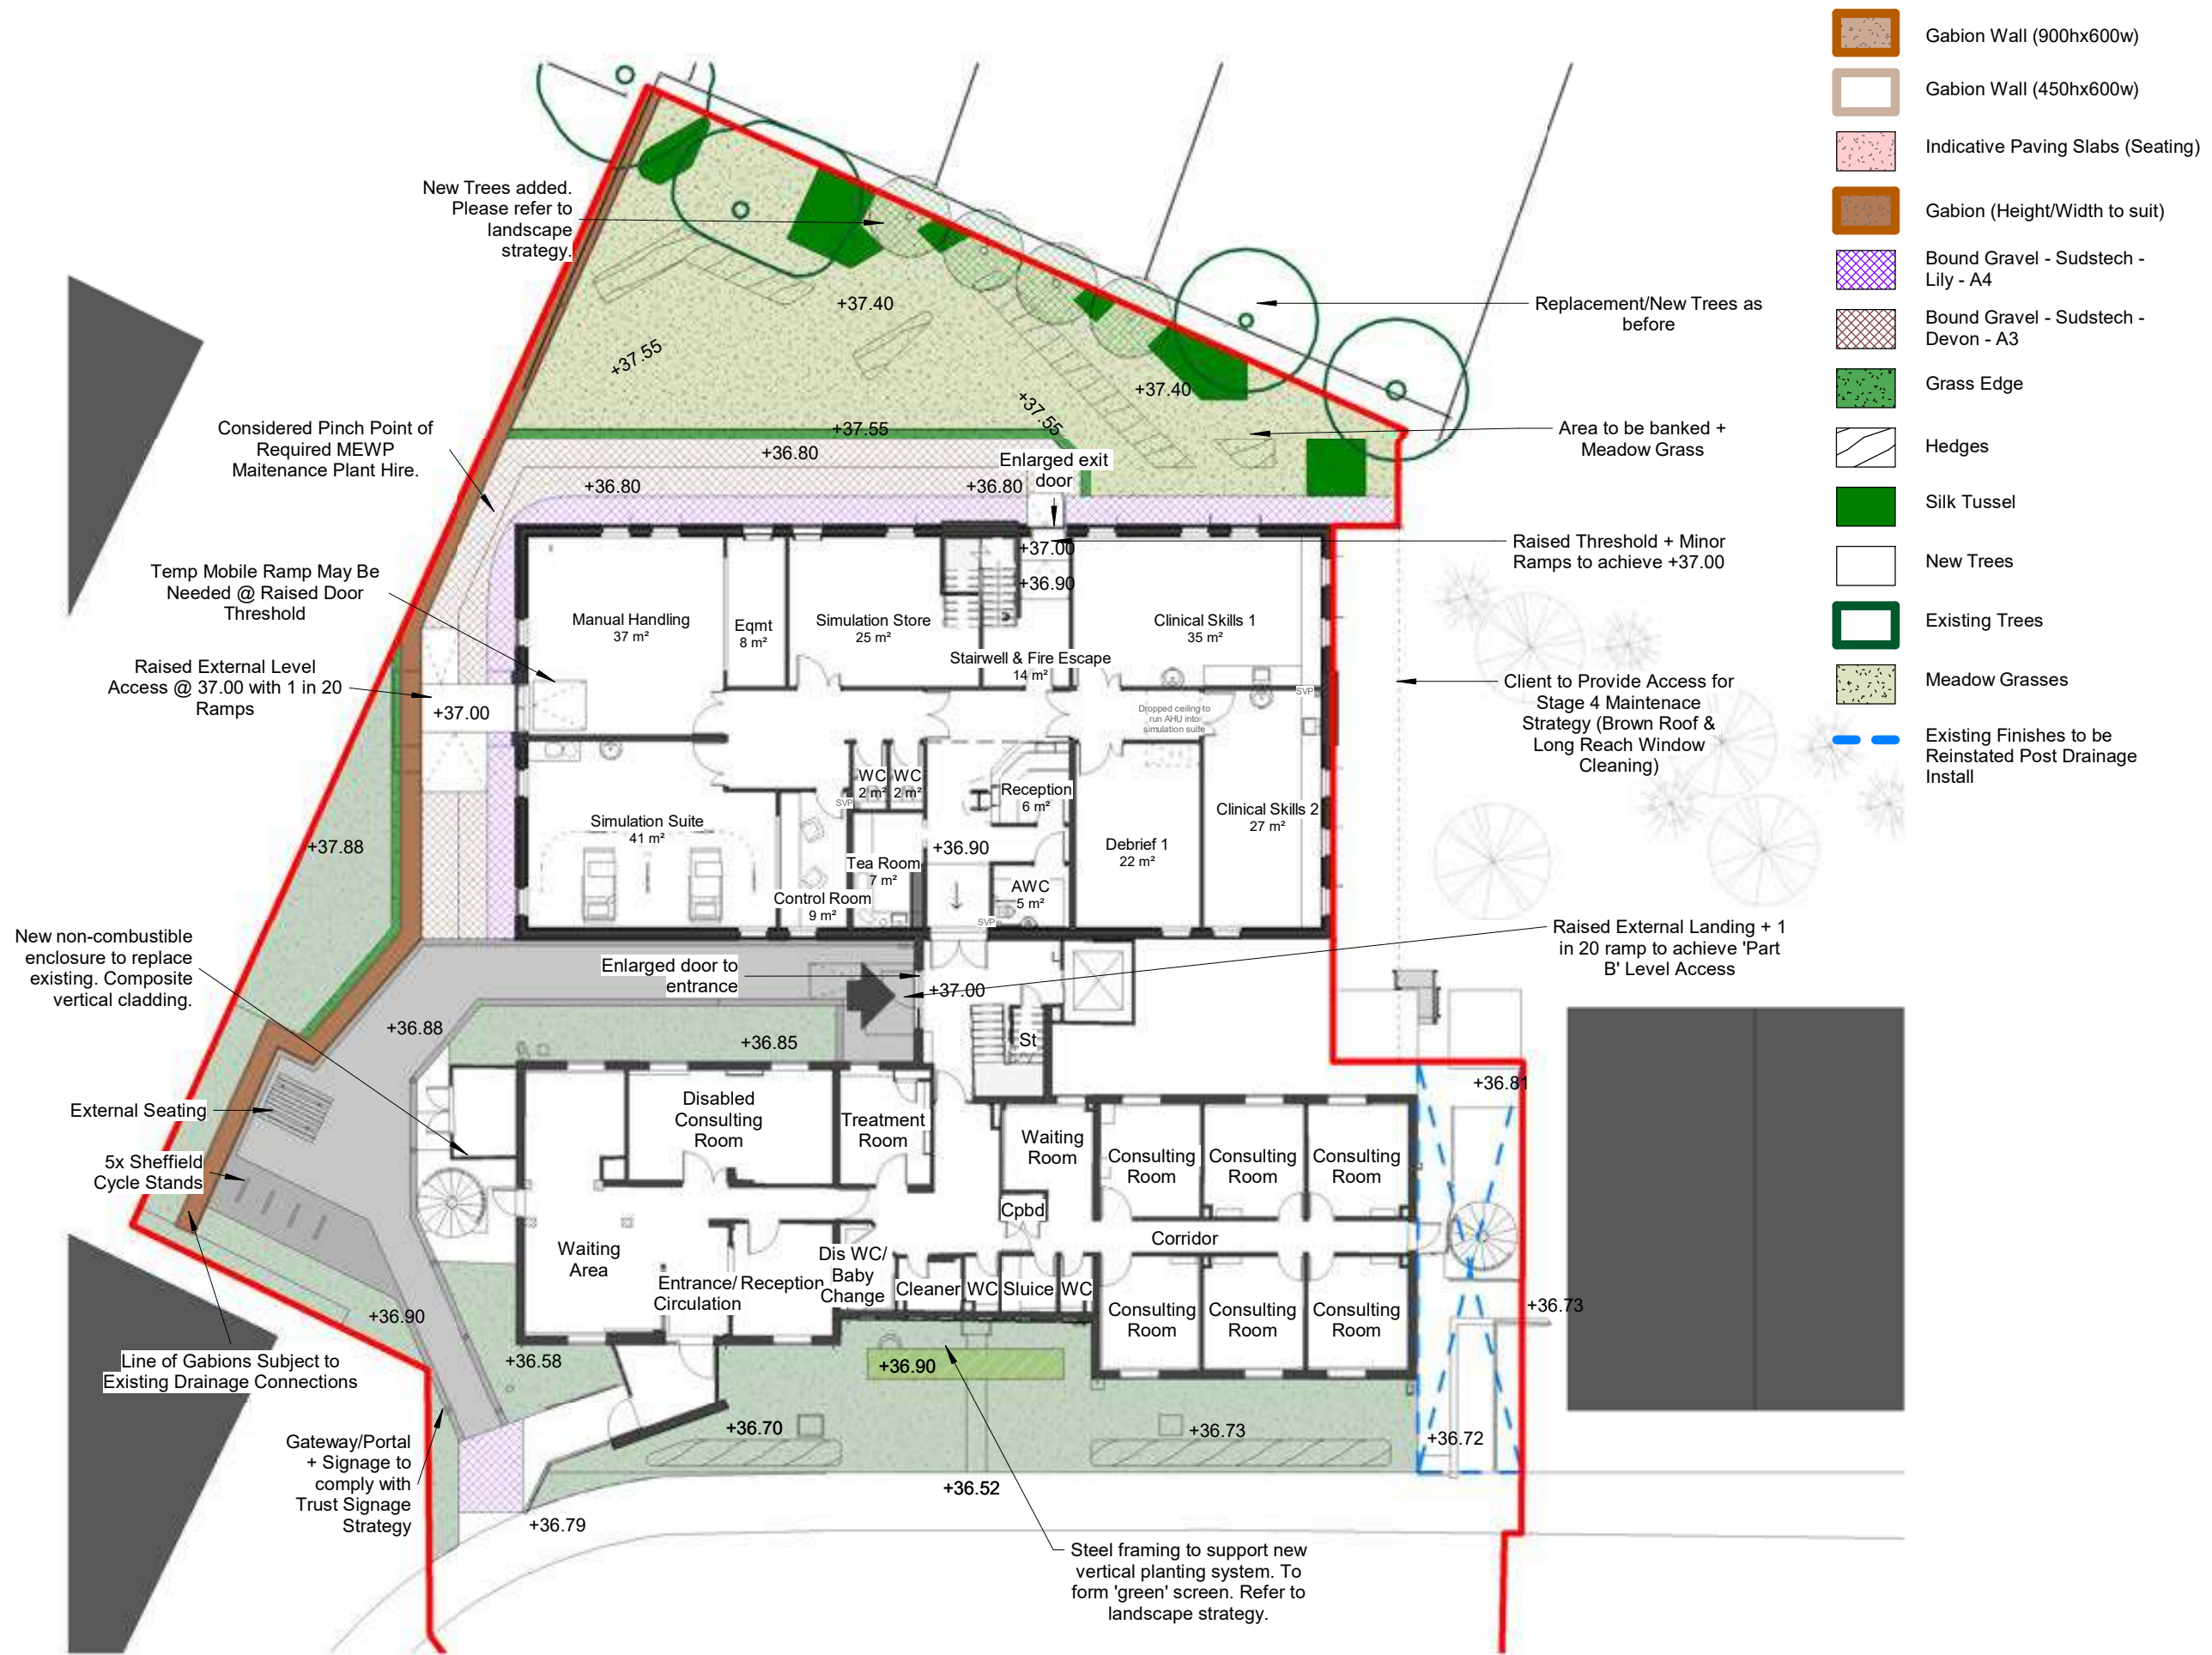 Gabion Wall (900hx600w)
Gabion Wall (450hx600w)
Indicative Paving Slabs (Seating)
Gabion (Height/Width to suit)
Bound Gravel - Sudstech -
Lily - A4
Bound Gravel - Sudstech -
Devon - A3
Grass Edge
Hedges
Silk Tussel
New Trees
Existing Trees
Meadow Grasses
Existing Finishes to be
Reinstated Post Drainage
Install
New Trees added.
Please refer to
landscape
strategy.
+37.40
Replacement/New Trees as
before
+37.55
+37.40
+37.55
Considered Pinch Point of
Required MEWP
Maitenance Plant Hire.
+37.55
Area to be banked +
Meadow Grass
+36.80
Enlarged exit
door
+36.80
+36.80
Raised Threshold + Minor
Ramps to achieve +37.00
+37.00
+36.90
Temp Mobile Ramp May Be
Needed @ Raised Door
Threshold
Manual Handling
37 m²
Eqmt
8 m²
Simulation Store
25 m²
Clinical Skills 1
35 m²
Stairwell & Fire Escape
14 m²
Raised External Level
Access @ 37.00 with 1 in 20
Ramps
+37.00
SVP
Dropped ceiling to
run AHU into
simulation suite
Client to Provide Access for
Stage 4 Maintenace
Strategy (Brown Roof &
Long Reach Window
Cleaning)
WC
2 m²
WC
2 m²
SVP
Reception
6 m²
Simulation Suite
41 m²
Clinical Skills 2
27 m²
+37.88
+36.90
Debrief 1
22 m²
Tea Room
7 m²
AWC
5 m²
Control Room
9 m²
SVP
New non-combustible
enclosure to replace
existing. Composite
vertical cladding.
Raised External Landing + 1
in 20 ramp to achieve 'Part
B' Level Access
Enlarged door to
entrance
+37.00
+36.88
+36.85
St
+36.81
External Seating
Disabled
Consulting
Room
Treatment
Room
Waiting
Room
Consulting
Room
Consulting
Room
Consulting
Room
5x Sheffield
Cycle Stands
Cpbd
Corridor
Waiting
Area
Entrance/
Circulation
Reception
Dis WC/
Baby
Change
Cleaner
WC
Sluice
WC
Consulting
Room
Consulting
Room
Consulting
Room
+36.73
+36.90
Line of Gabions Subject to
Existing Drainage Connections
+36.58
+36.90
+36.70
+36.73
+36.72
Gateway/Portal
+ Signage to
comply with
Trust Signage
Strategy
+36.52
+36.79
Steel framing to support new
vertical planting system. To
form 'green' screen. Refer to
landscape strategy.